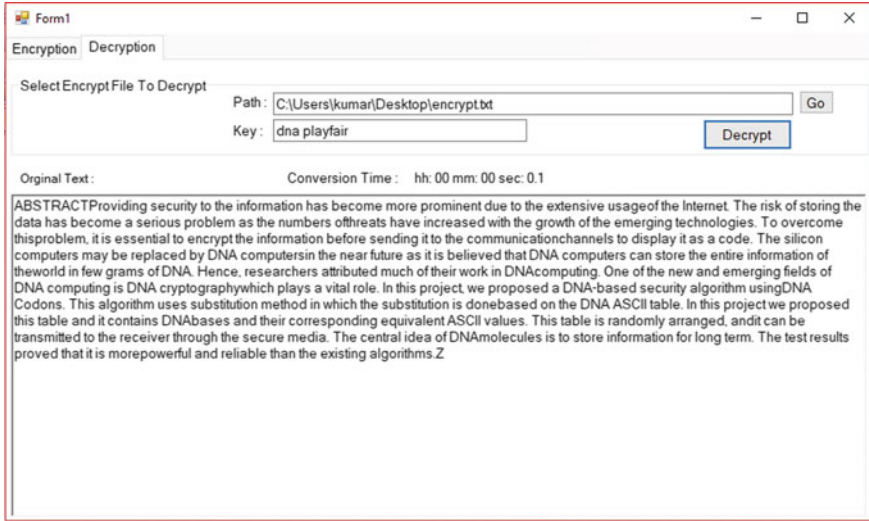 Form1
Encryption Decryption
Select Encrypt File To Decrypt
Path : C:\Users\kumar\Desktop\encrypt.txt Go
Key : dna playfair Decrypt
Orginal Text : Conversion Time : hh: 00 mm: 00 sec: 0.1
ABSTRACTProviding security to the information has become more prominent due to the extensive usageof the Internet. The risk of storing the
data has become a serious problem as the numbers ofthreats have increased with the growth of the emerging technologies. To overcome
thisproblem, it is essential to encrypt the information before sending it to the communicationchannels to display it as a code. The silicon
computers may be replaced by DNA computersin the near future as it is believed that DNA computers can store the entire information of
theworld in few grams of DNA. Hence, researchers attributed much of their work in DNAcomputing. One of the new and emerging fields of
DNA computing is DNA cryptographywhich plays a vital role. In this project, we proposed a DNA-based security algorithm usingDNA
Codons. This algorithm uses substitution method in which the substitution is donebased on the DNA ASCII table. In this project we proposed
this table and it contains DNAbases and their corresponding equivalent ASCII values. This table is randomly arranged, andit can be
transmitted to the receiver through the secure media. The central idea of DNAmolecules is to store information for long term. The test results
proved that it is morepowerful and reliable than the existing algorithms.Z